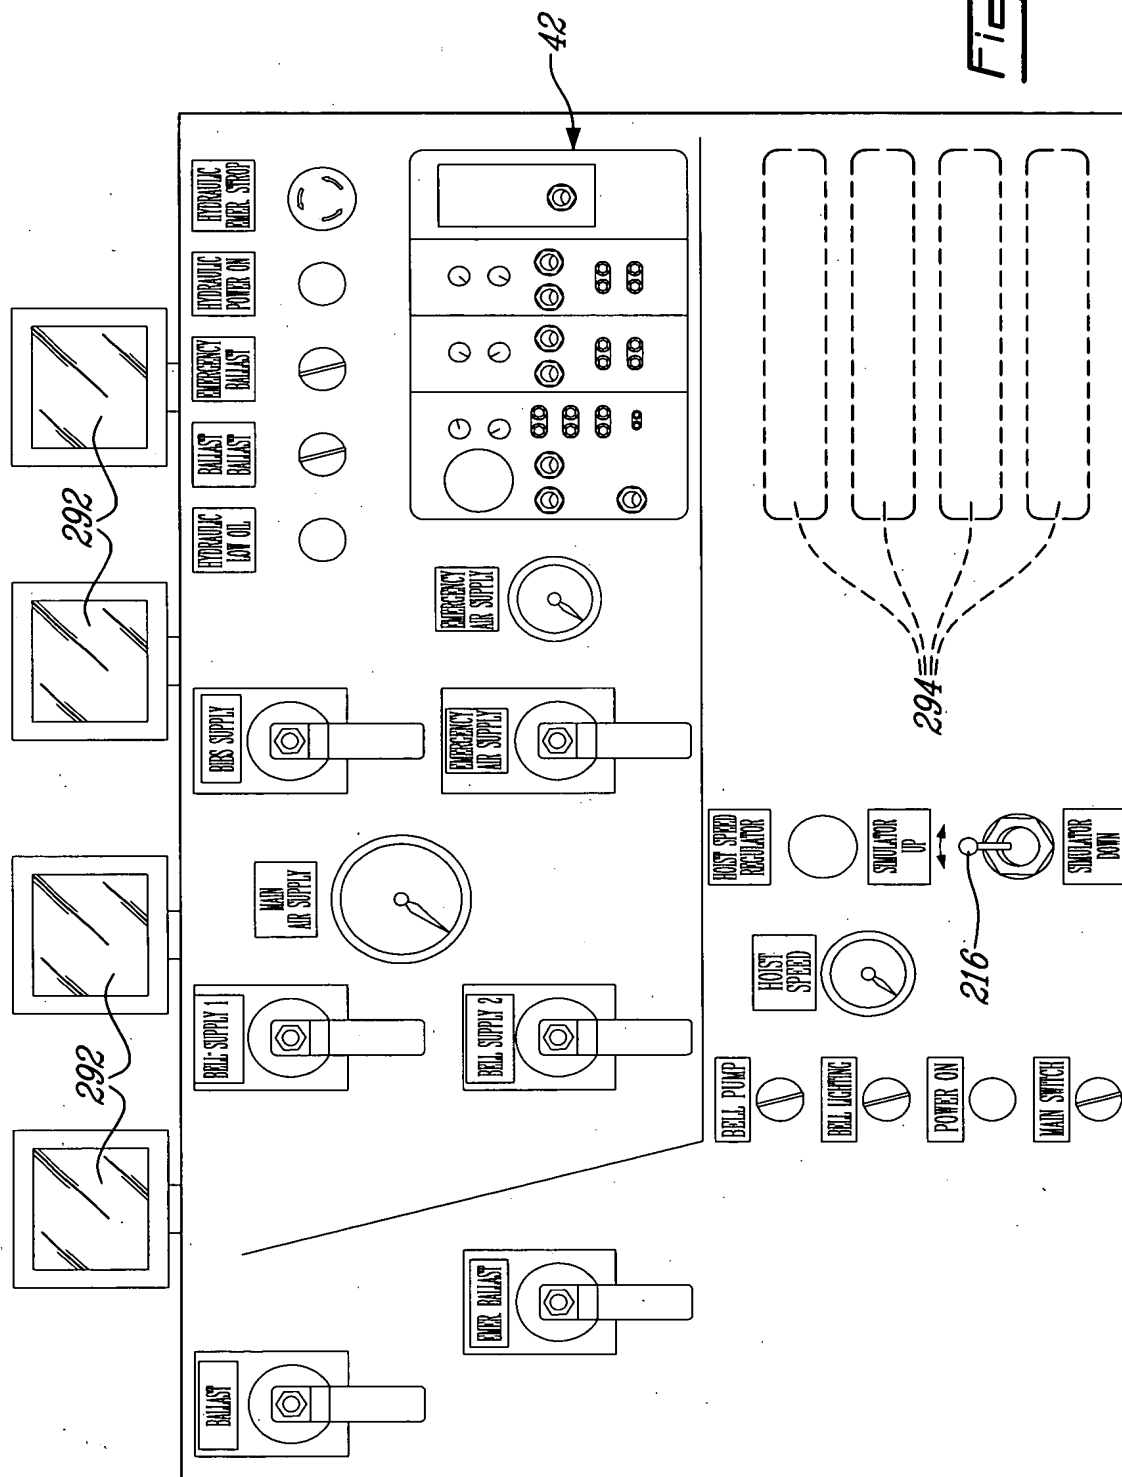 292
292
BALLAST
EMER. BALLAST
BELL-SUPPLY 1
BELL SUPPLY 2
MAIN
AIR SUPPLY
BIBS SUPPLY
EMERGENCY
AIR SUPPLY
EMERGENCY
AIR SUPPLY
HYDRAULIC
LOW OIL
BALLAST
BALLAST
EMERGENCY
BALLAST
HYDRAULIC
POWER ON
HYDRAULIC
EMER. STROP
42
BELL PUMP
BELL LIGHTING
POWER ON
MAIN SWITCH
HOIST
SPEED
216
HOIST SPEED
REGULATOR
SIMULATOR
UP
SIMULATOR
DOWN
294
Fig